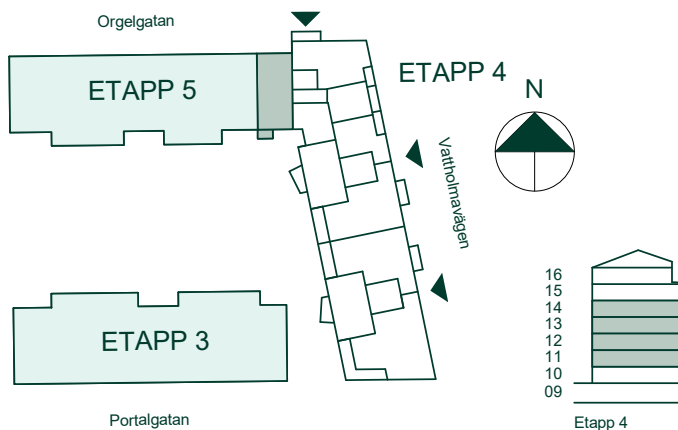 Orgelgatan
ETAPP 5
ETAPP 4
N
Vattholmavägen
ETAPP 3
Portalgatan
16
15
14
13
12
11
10
09
Etapp 4